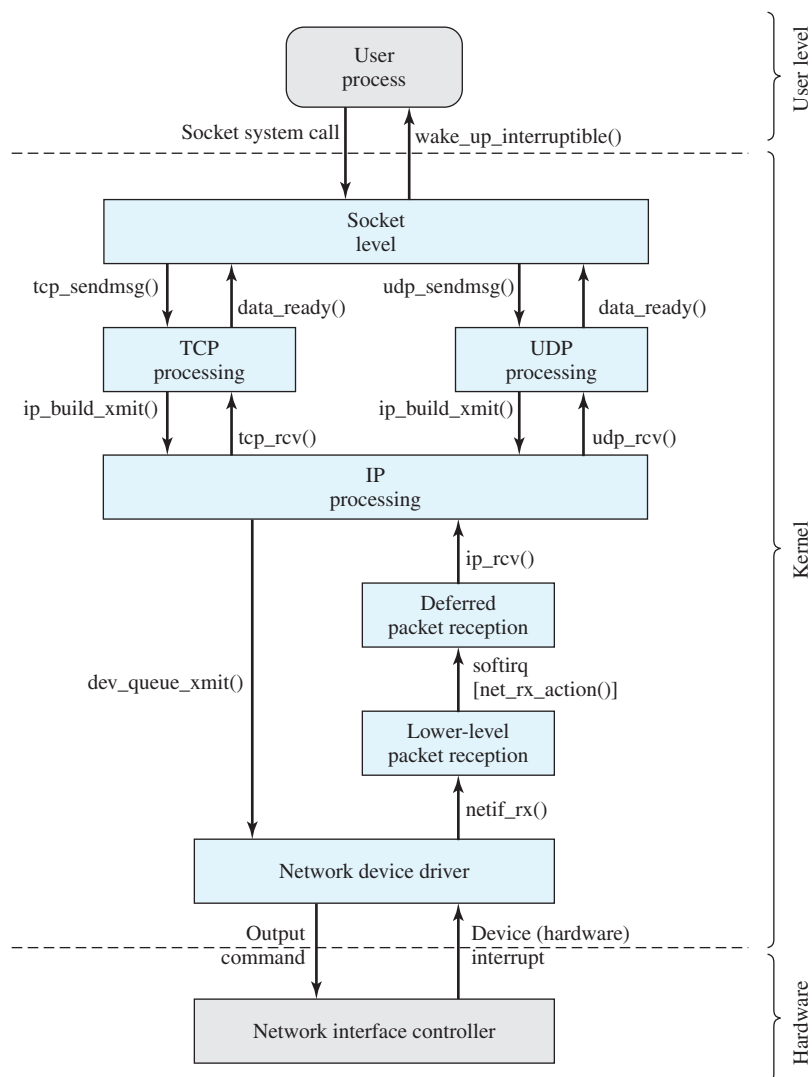 User
process
User level
Socket system call
wake_up_interruptible()
Socket
level
tcp_sendmsg()
udp_sendmsg()
data_ready()
data_ready()
TCP
processing
UDP
processing
ip_build_xmit()
ip_build_xmit()
tcp_rcv()
udp_rcv()
IP
processing
Kernel
ip_rcv()
Deferred
packet reception
softirq
[net_rx_action()]
dev_queue_xmit()
Lower-level
packet reception
netif_rx()
Network device driver
Output
command
Device (hardware)
interrupt
Network interface controller
Hardware